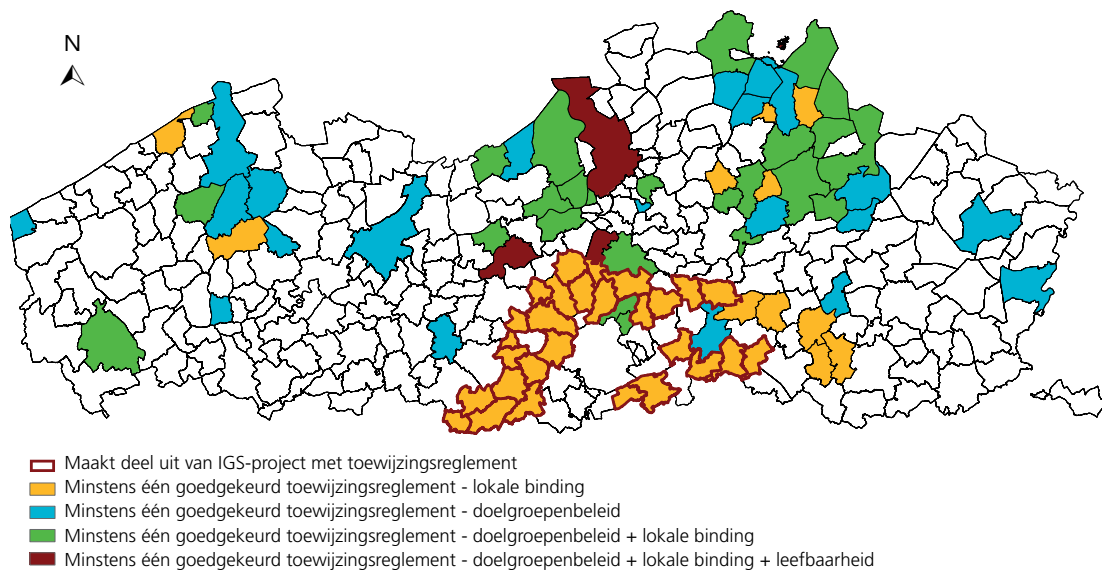 N
Maakt deel uit van IGS-project met toewijzingsreglement
Minstens één goedgekeurd toewijzingsreglement - lokale binding
Minstens één goedgekeurd toewijzingsreglement - doelgroepenbeleid
Minstens één goedgekeurd toewijzingsreglement - doelgroepenbeleid + lokale binding
Minstens één goedgekeurd toewijzingsreglement - doelgroepenbeleid + lokale binding + leefbaarheid